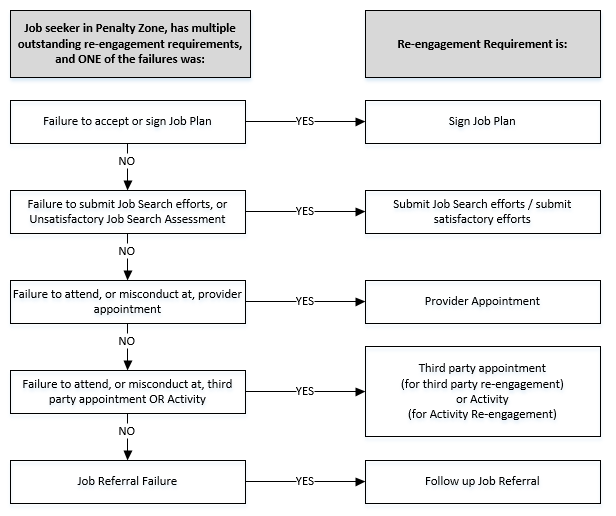 Job seeker in Penalty Zone, has multiple
outstanding re-engagement requirements,
and ONE of the failures was:
Re-engagement Requirement is:
Failure to accept or sign Job Plan
YES
Sign Job Plan
NO
Failure to submit Job Search efforts, or
Unsatisfactory Job Search Assessment
YES
Submit Job Search efforts / submit
satisfactory efforts
NO
Failure to attend, or misconduct at, provider
appointment
YES
Provider Appointment
NO
Failure to attend, or misconduct at, third
party appointment OR Activity
YES
Third party appointment
(for third party re-engagement)
or Activity
(for Activity Re-engagement)
NO
Job Referral Failure
YES
Follow up Job Referral